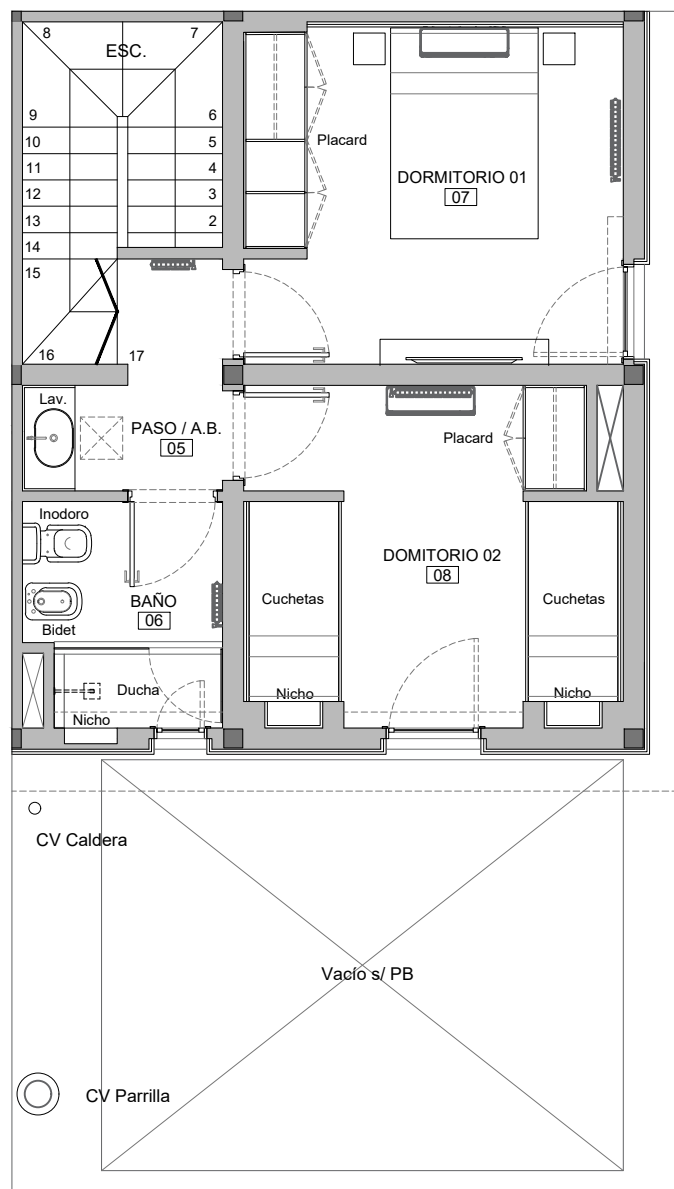 8
7
ESC.
9
6
10
5
11
4
12
3
13
2
14
15
16
17
Placard
DORMITORIO 01
07
Lav.
PASO / A.B.
05
Placard
Inodoro
BAÑO
06
Bidet
Ducha
Nicho
DOMITORIO 02
08
Cuchetas
Cuchetas
Nicho
Nicho
CV Caldera
Vacío s/ PB
CV Parrilla